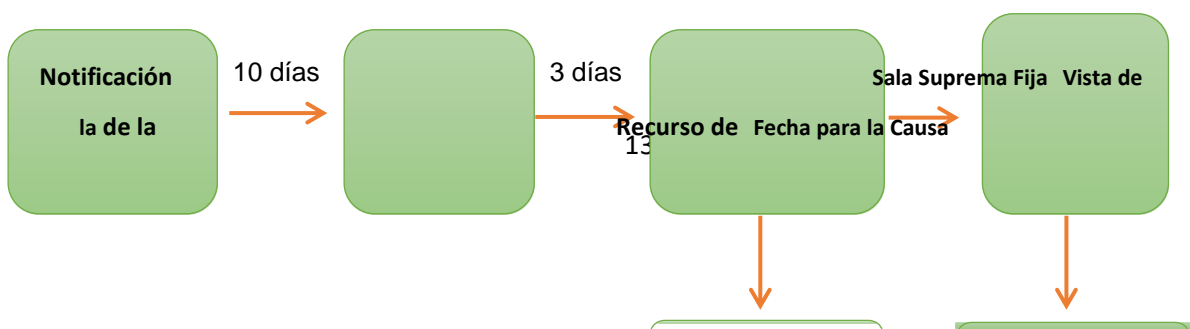 Notificación 10 días 3 días Sala Suprema Fija Vista de
la de la Recurso de Fecha para la Causa
13